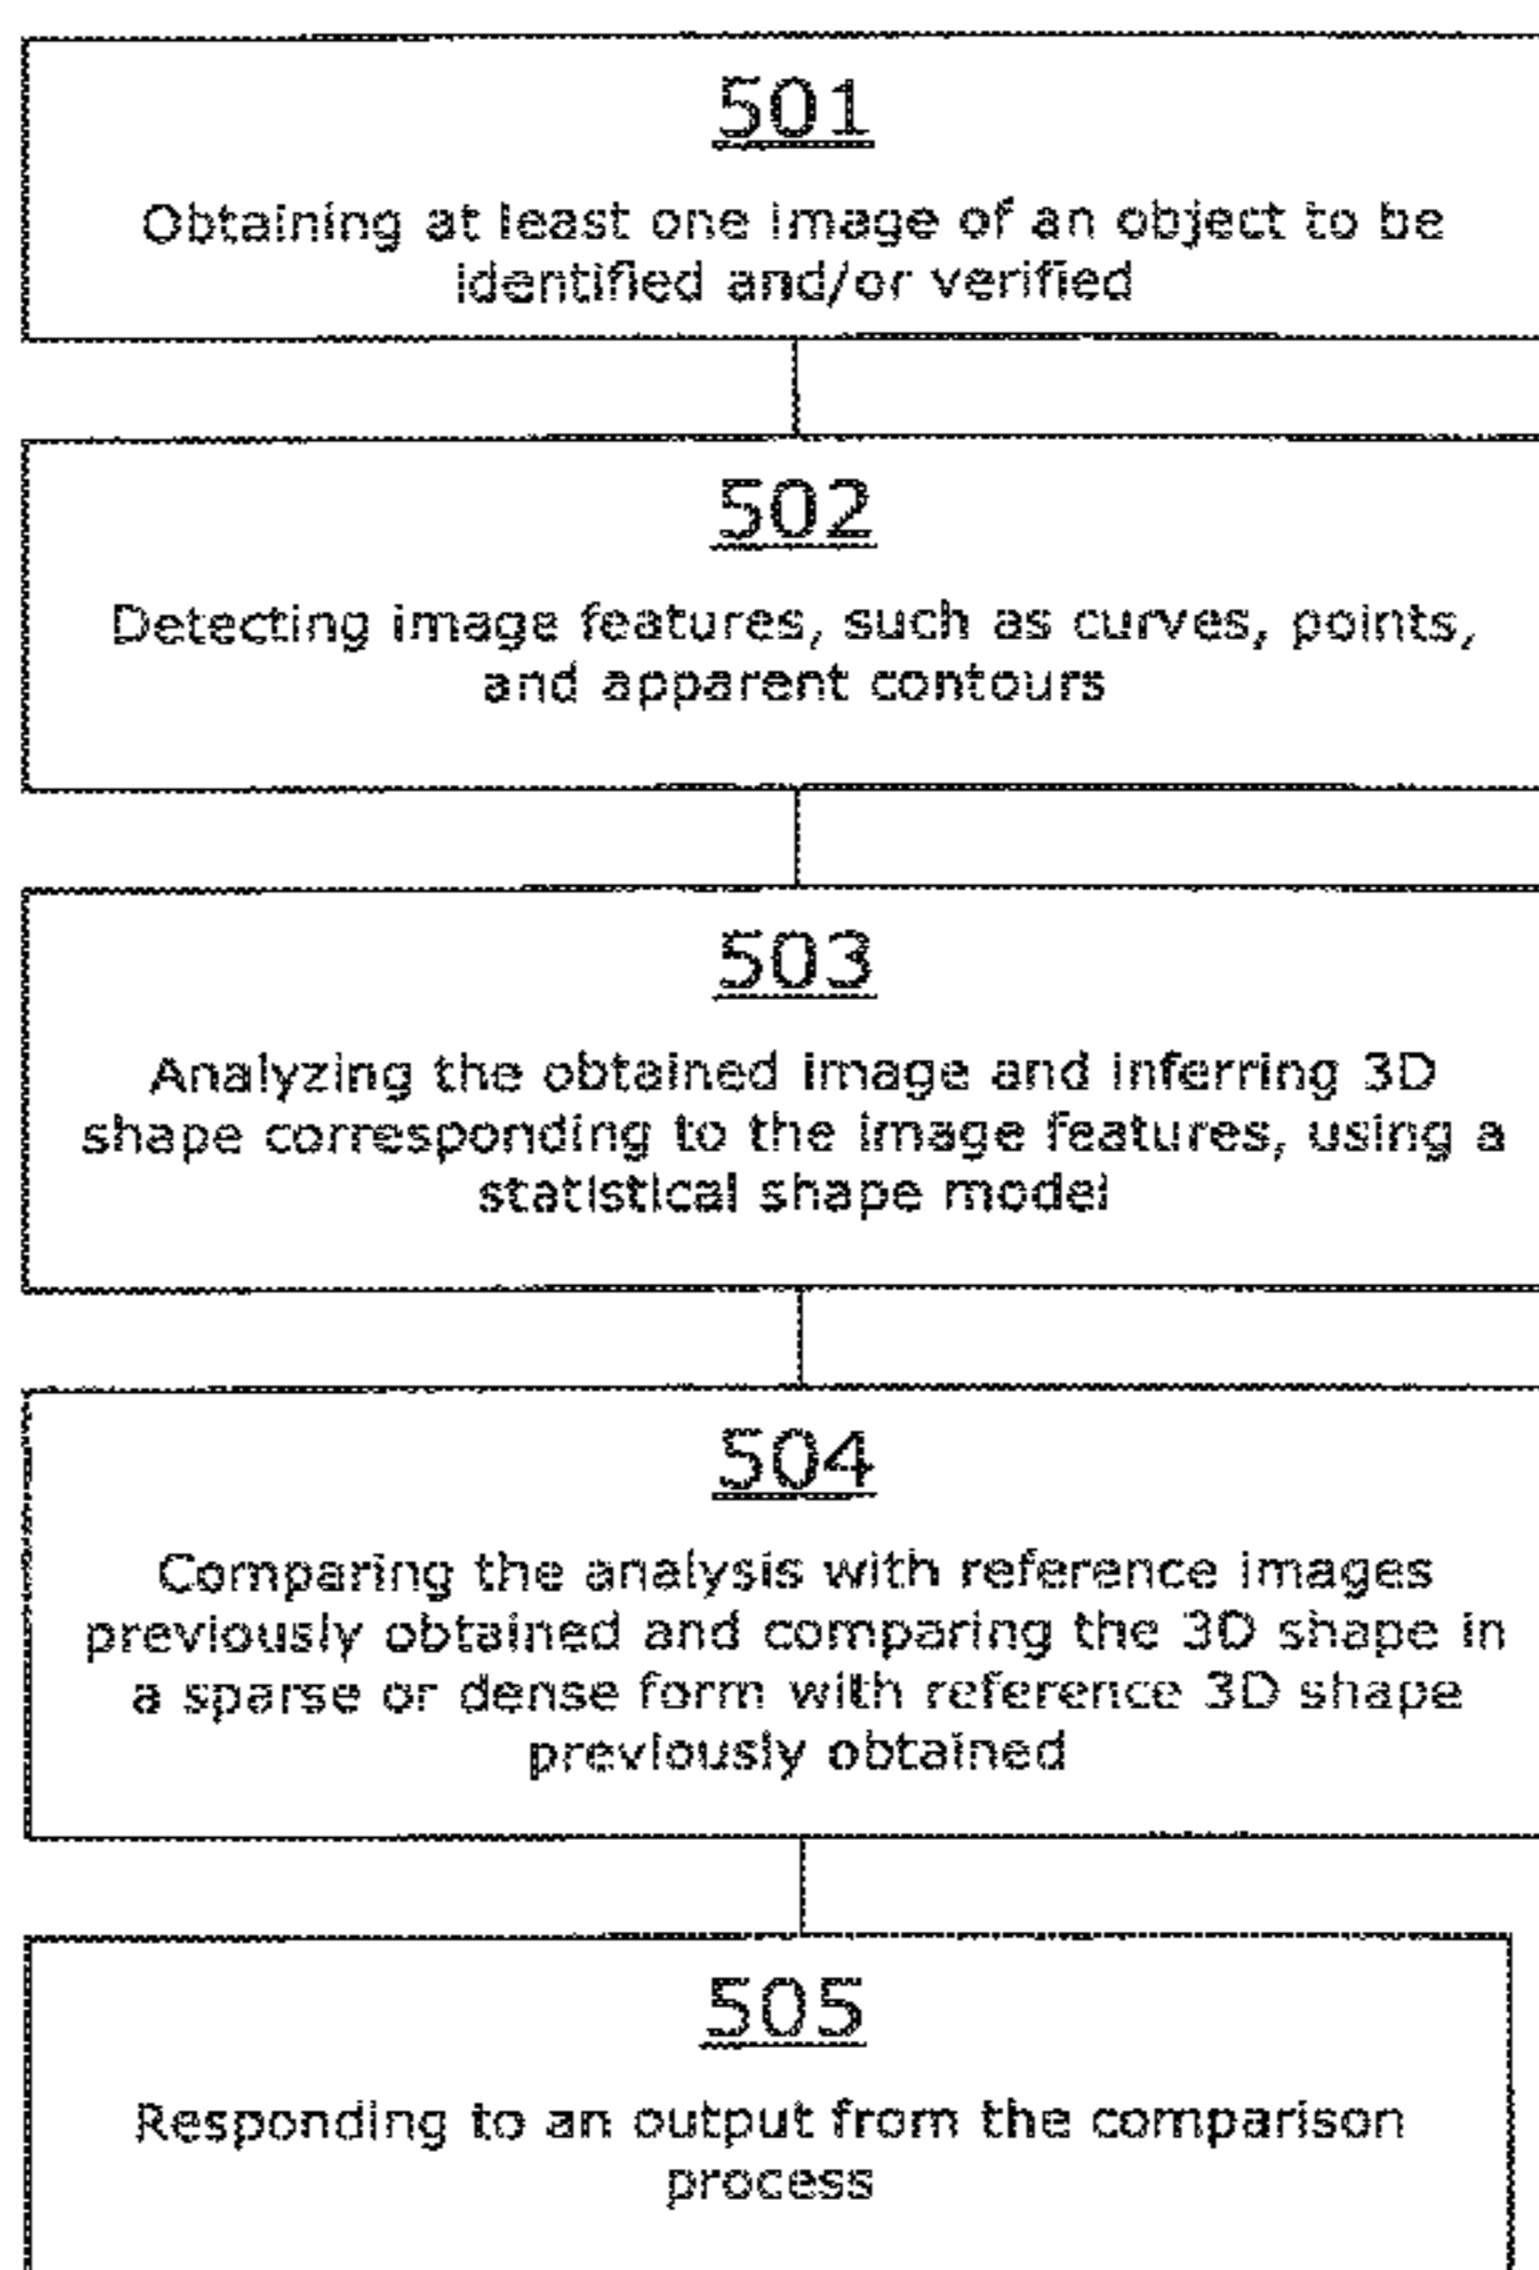 501
Obtaining at least one image of an object to be
identified and/or verified
502
Detecting image features, such as curves, points,
and apparent contours
503
Analyzing the obtained image and inferring 3D
shape corresponding to the image features, using a
statistical shape model
504
Comparing the analysis with reference images
previously obtained and comparing the 3D shape in
a sparse or dense form with reference 3D shape
previously obtained
505
Responding to an output from the comparison
process